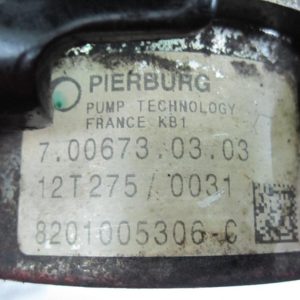 PIERBURG
PUMP TECHNOLOGY
FRANCE KB1
7.00673.03.03
12T275/0031
8201005306-C